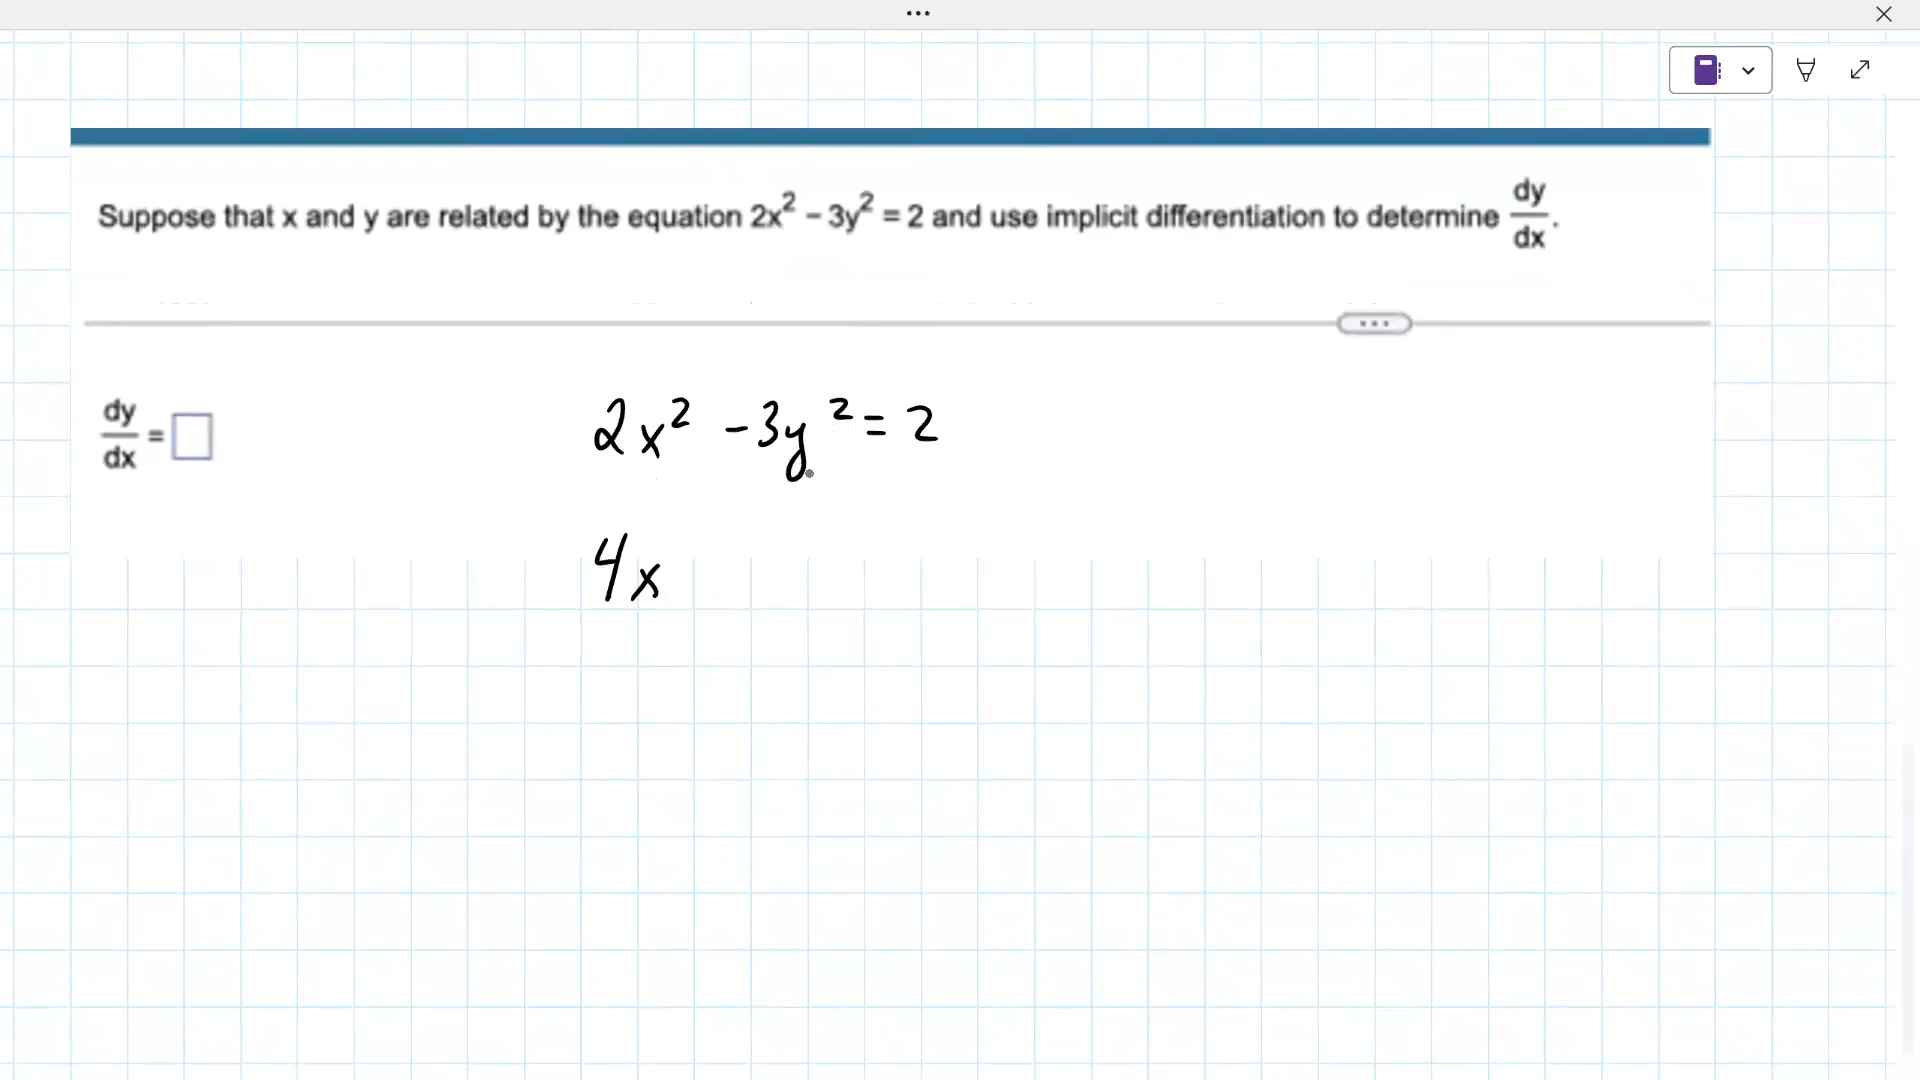 Suppose that x and y are related by the equation 2x² − 3y² = 2 and use implicit differentiation to determine dy/dx.
dy/dx =
2x² − 3y² = 2
4x